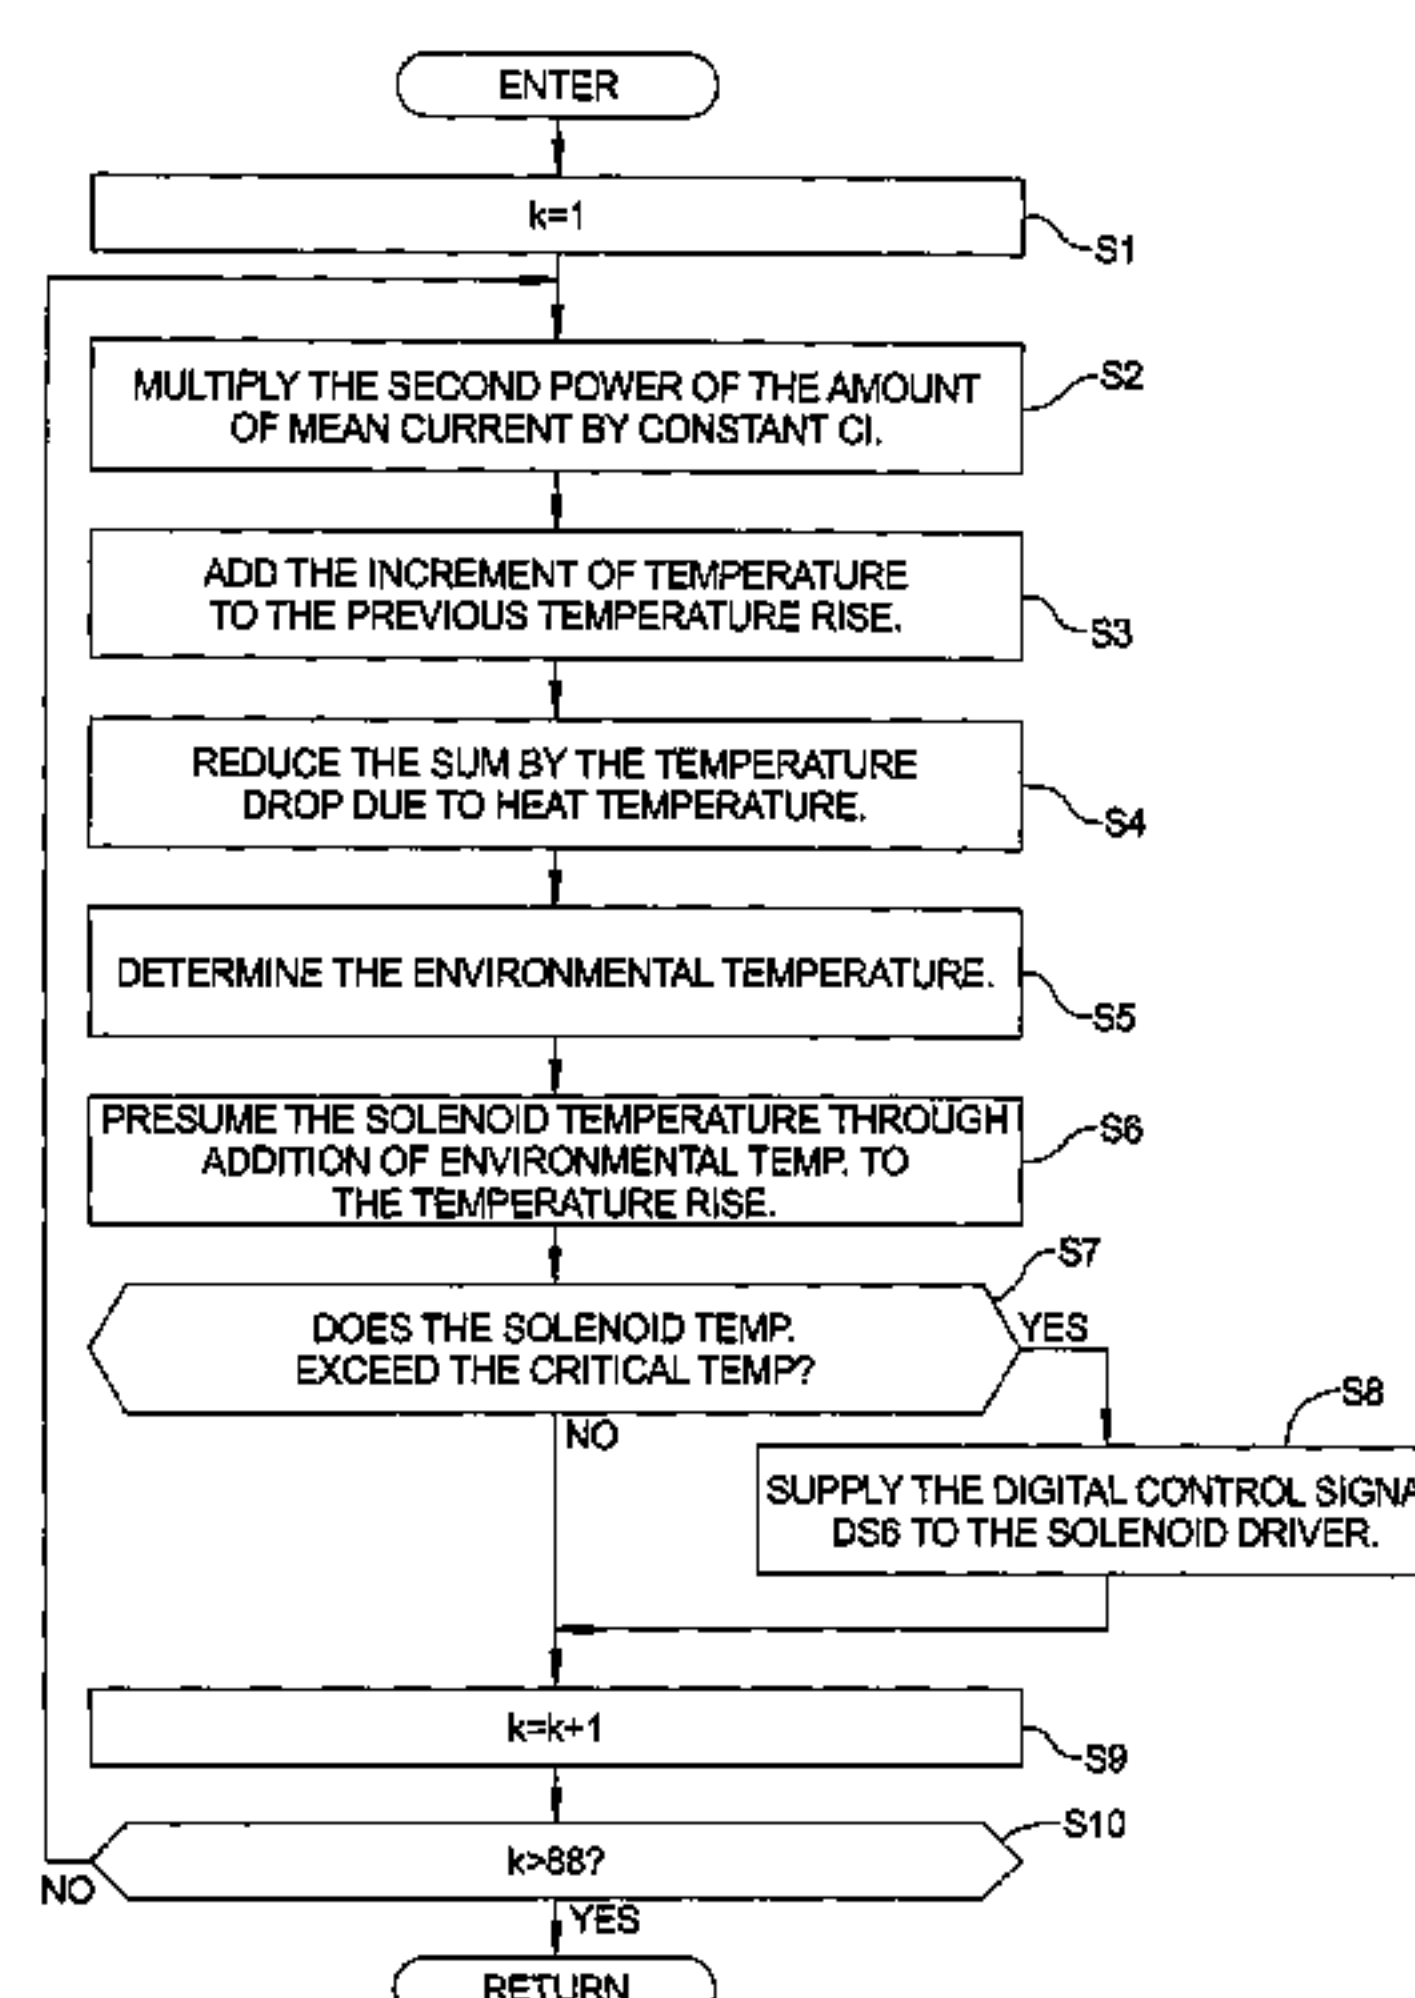 ENTER
k=1
S1
MULTIPLY THE SECOND POWER OF THE AMOUNT
OF MEAN CURRENT BY CONSTANT CI.
S2
ADD THE INCREMENT OF TEMPERATURE
TO THE PREVIOUS TEMPERATURE RISE.
S3
REDUCE THE SUM BY THE TEMPERATURE
DROP DUE TO HEAT TEMPERATURE.
S4
DETERMINE THE ENVIRONMENTAL TEMPERATURE.
S5
PRESUME THE SOLENOID TEMPERATURE THROUGH
ADDITION OF ENVIRONMENTAL TEMP. TO
THE TEMPERATURE RISE.
S6
S7
DOES THE SOLENOID TEMP.
EXCEED THE CRITICAL TEMP?
YES
NO
S8
SUPPLY THE DIGITAL CONTROL SIGNA
DS6 TO THE SOLENOID DRIVER.
k=k+1
S9
S10
k>88?
NO
YES
RETURN